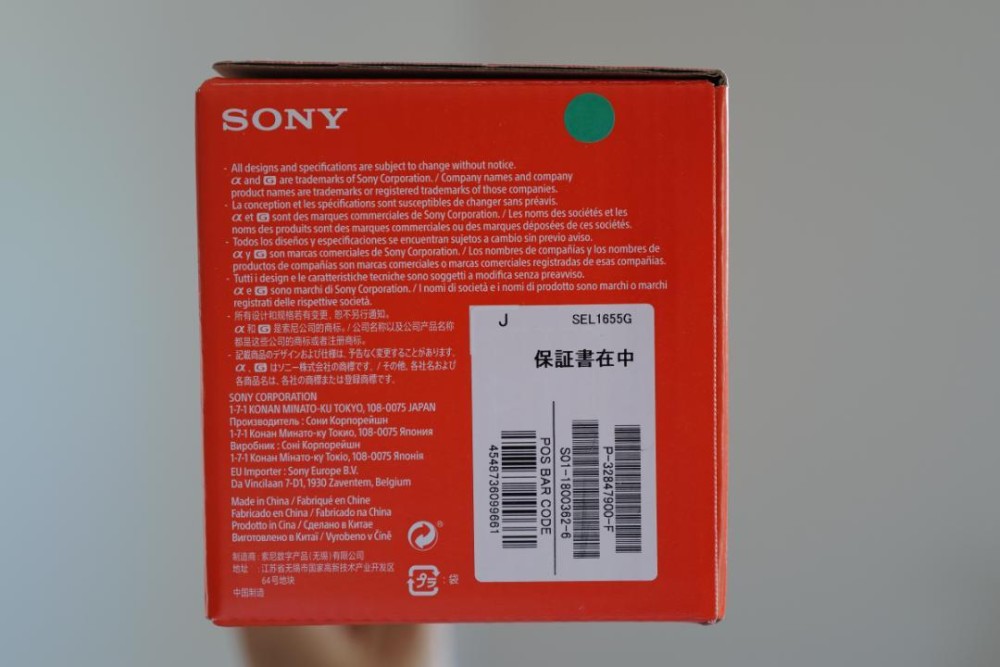 SONY
- All designs and specifications are subject to change without notice.
α and G are trademarks of Sony Corporation. / Company names and company
product names are trademarks or registered trademarks of those companies.
- La conception et les spécifications sont susceptibles de changer sans préavis.
α et G sont des marques commerciales de Sony Corporation. / Les noms des sociétés et les
noms des produits sont des marques commerciales ou des marques déposées de ces sociétés.
- Todos los diseños y especificaciones se encuentran sujetos a cambio sin previo aviso.
α y G son marcas comerciales de Sony Corporation. / Los nombres de compañías y los nombres de
productos de compañías son marcas comerciales o marcas comerciales registradas de esas compañías.
- Tutti i design e le caratteristiche tecniche sono soggetti a modifica senza preavviso.
α e G sono marchi di Sony Corporation. / I nomi di società e i nomi di prodotto sono marchi o marchi
registrati delle rispettive società.
- 所有设计和规格若有变更，恕不另行通知。
α 和 G 是索尼公司的商标。/ 公司名称以及公司产品名称
都是这些公司的商标或者注册商标。
- 記載商品のデザインおよび仕様は、予告なく変更することがあります。
α、G はソニー株式会社の商標です。/ その他、各社名および
各商品名は、各社の商標または登録商標です。
SONY CORPORATION
1-7-1 KONAN MINATO-KU TOKYO, 108-0075 JAPAN
Производитель : Сони Корпорейшн
1-7-1 Конан Минато-ку Токио, 108-0075 Япония
Виробник : Соні Корпорейшн
1-7-1 Конан Мінато-ку Токіо, 108-0075 Японія
EU Importer : Sony Europe B.V.
Da Vincilaan 7-D1, 1930 Zaventem, Belgium
Made in China / Fabriqué en Chine
Fabricado en China / Fabricado na China
Prodotto in Cina / Сделано в Китае
Виготовлено в Китаї / Vyrobeno v Číně
制造商 : 索尼数字产品(无锡)有限公司
地址 : 江苏省无锡市国家高新技术产业开发区
64号地块
中国制造
プラ : 袋
J SEL1655G
保証書在中
P-32847900-F
S01-1800362-6
POS BAR CODE
4548736099661